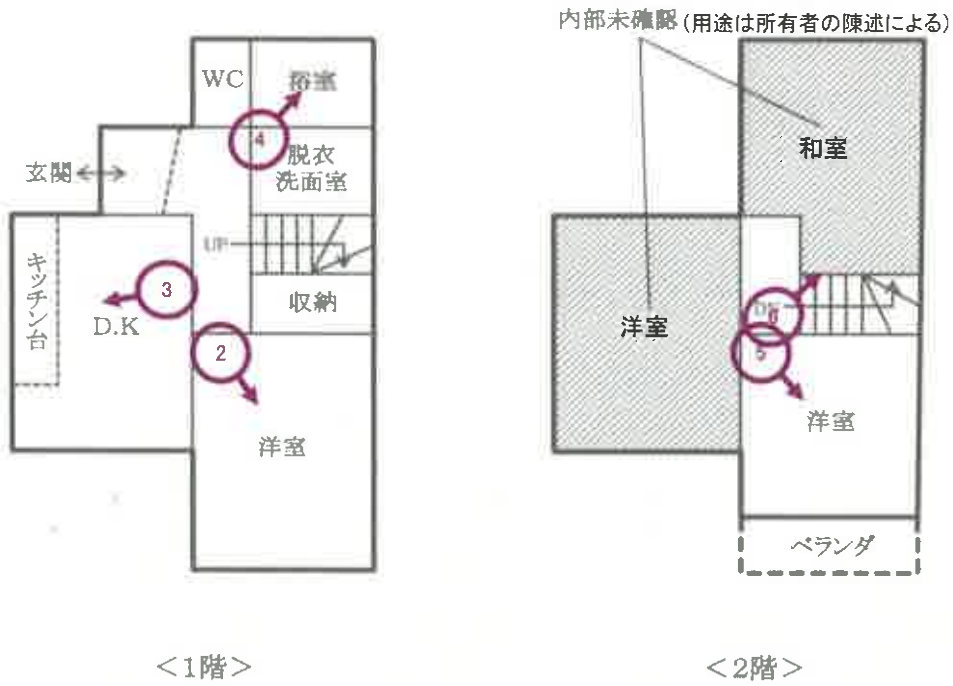 内部未確認(用途は所有者の陳述による)
WC
浴室
4
脱衣
洗面室
玄関
UP
キッチン台
3
D.K
収納
2
洋室
和室
洋室
6
5
洋室
ベランダ
<1階>
<2階>